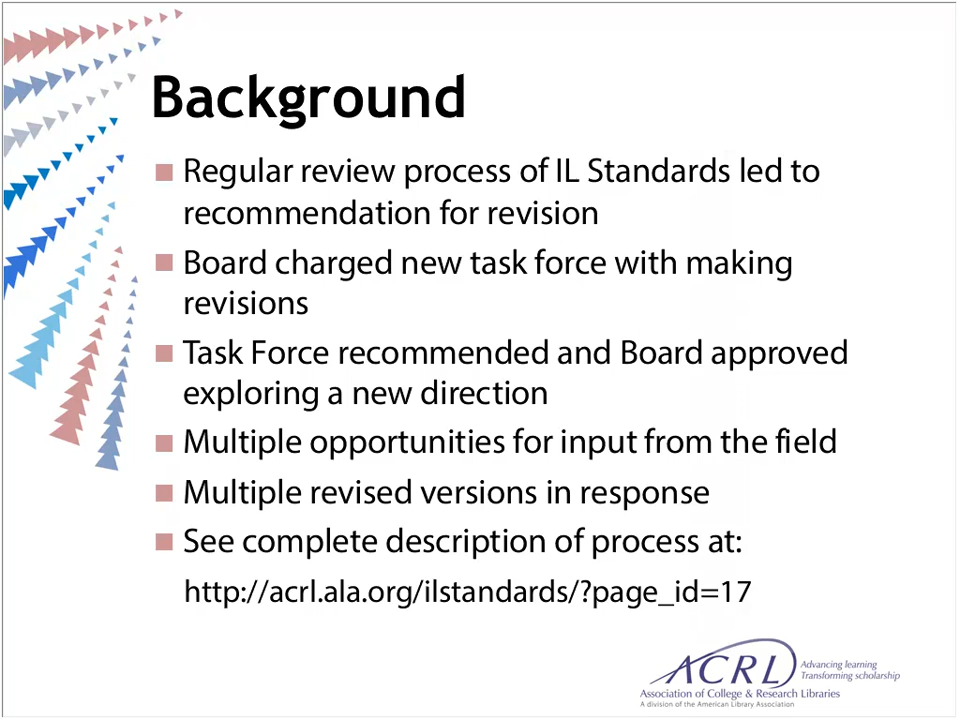 Background
Regular review process of IL Standards led to
recommendation for revision
Board charged new task force with making
revisions
Task Force recommended and Board approved
exploring a new direction
Multiple opportunities for input from the field
Multiple revised versions in response
See complete description of process at:
http://acrl.ala.org/ilstandards/?page_id=17
ACRL
Advancing learning
Transforming scholarship
Association of College & Research Libraries
A division of the American Library Association